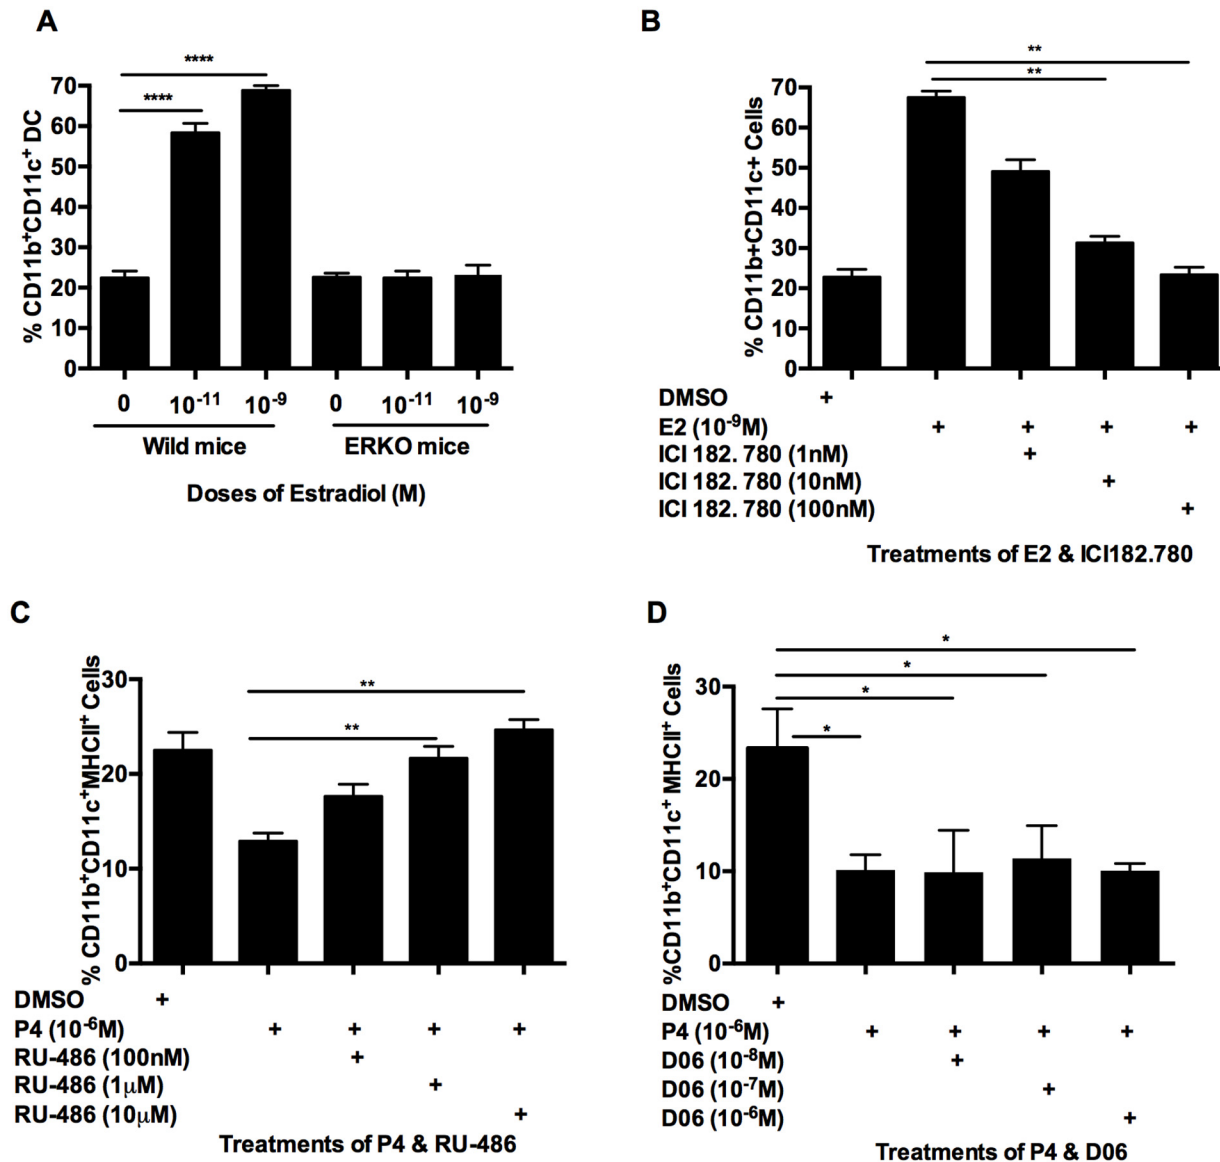 A
% CD11b+CD11c+ DC
70
60
50
40
30
20
10
0
****
****
0 10-11 10-9 0 10-11 10-9
Wild mice ERKO mice
Doses of Estradiol (M)
B
% CD11b+CD11c+ Cells
70
60
50
40
30
20
10
0
**
**
DMSO +
E2 (10-9M) + + + +
ICI 182. 780 (1nM) +
ICI 182. 780 (10nM) +
ICI 182. 780 (100nM) +
Treatments of E2 & ICI182.780
C
% CD11b+CD11c+MHCII+ Cells
30
20
10
0
**
**
DMSO +
P4 (10-6M) + + + +
RU-486 (100nM) +
RU-486 (1µM) +
RU-486 (10µM) +
Treatments of P4 & RU-486
D
%CD11b+CD11c+ MHCII+ Cells
30
20
10
0
*
*
*
*
DMSO +
P4 (10-6M) + + + +
D06 (10-8M) +
D06 (10-7M) +
D06 (10-6M) +
Treatments of P4 & D06